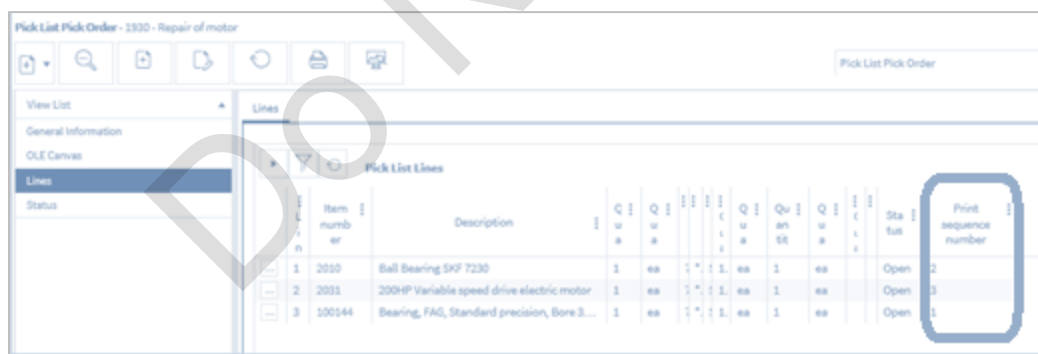 Pick List Pick Order - 1930 - Repair of motor
Pick List Pick Order
View List
General Information
OLE Canvas
Lines
Status
Lines
Pick List Lines
Item number Description Quantit Status Print sequence number
1 2010 Ball Bearing SKF 7230 1 ea 1. ea 1 ea Open 2
2 2031 200HP Variable speed drive electric motor 1 ea 1. ea 1 ea Open 3
3 100144 Bearing, FAG, Standard precision, Bore 3.... 1 ea 1. ea 1 ea Open 1
Do